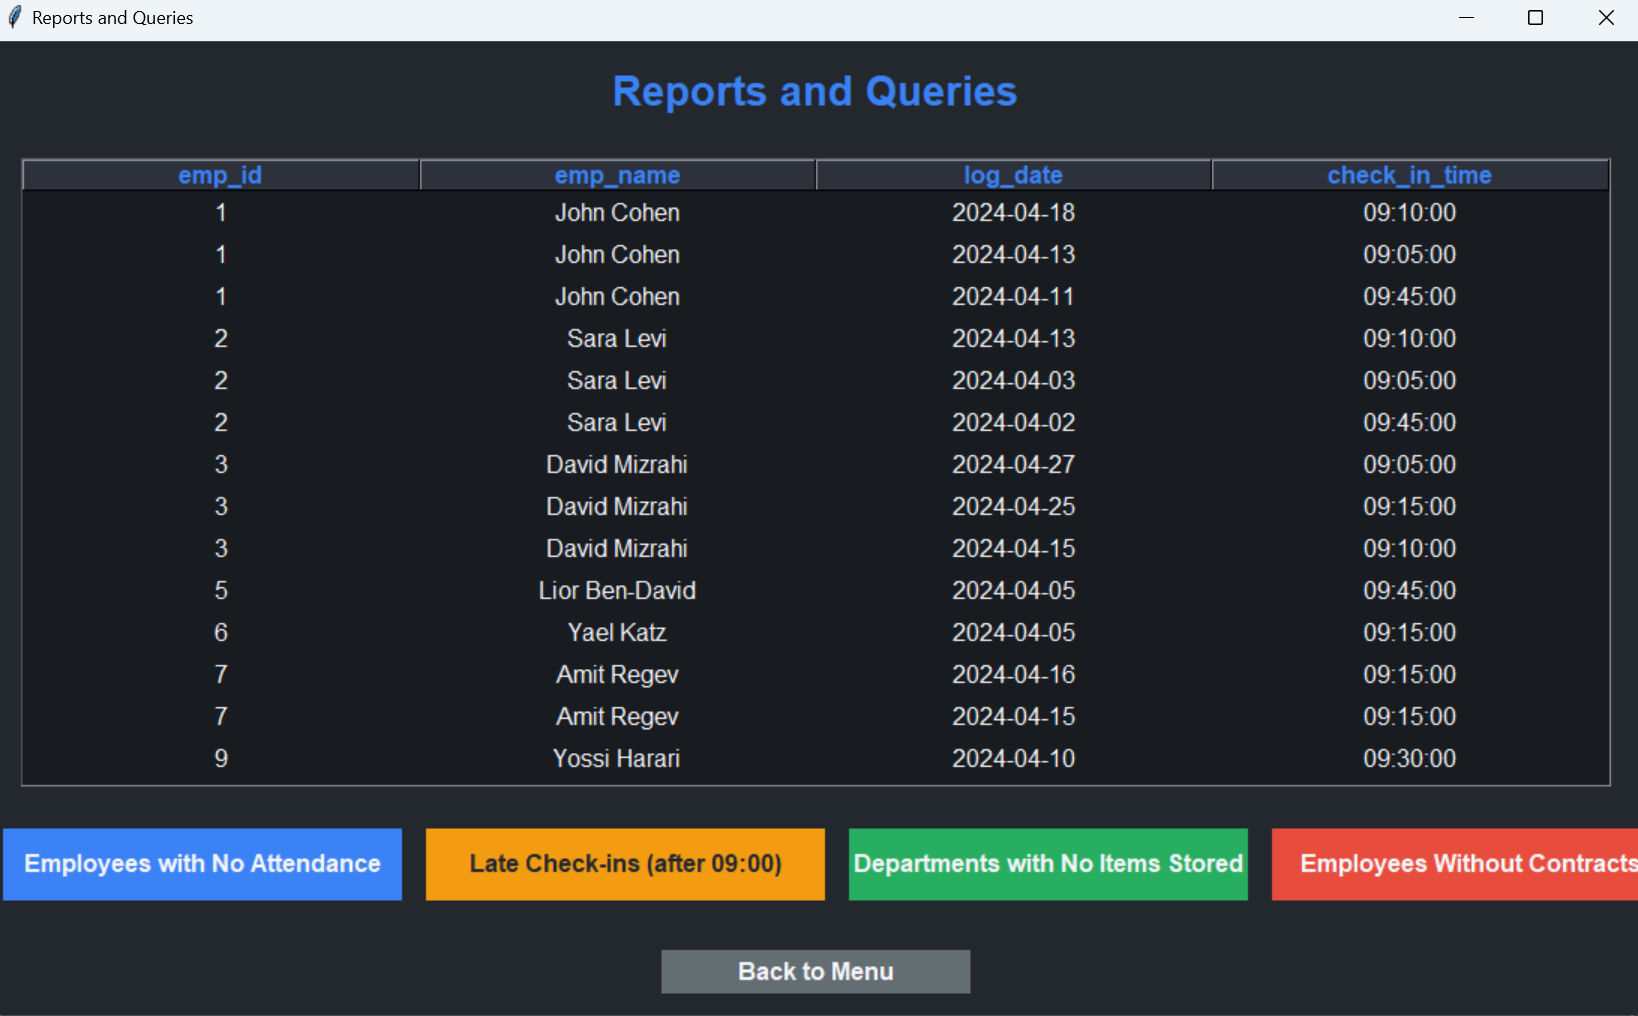 Reports and Queries
Reports and Queries
emp_id emp_name log_date check_in_time
1 John Cohen 2024-04-18 09:10:00
1 John Cohen 2024-04-13 09:05:00
1 John Cohen 2024-04-11 09:45:00
2 Sara Levi 2024-04-13 09:10:00
2 Sara Levi 2024-04-03 09:05:00
2 Sara Levi 2024-04-02 09:45:00
3 David Mizrahi 2024-04-27 09:05:00
3 David Mizrahi 2024-04-25 09:15:00
3 David Mizrahi 2024-04-15 09:10:00
5 Lior Ben-David 2024-04-05 09:45:00
6 Yael Katz 2024-04-05 09:15:00
7 Amit Regev 2024-04-16 09:15:00
7 Amit Regev 2024-04-15 09:15:00
9 Yossi Harari 2024-04-10 09:30:00
Employees with No Attendance Late Check-ins (after 09:00) Departments with No Items Stored Employees Without Contracts
Back to Menu